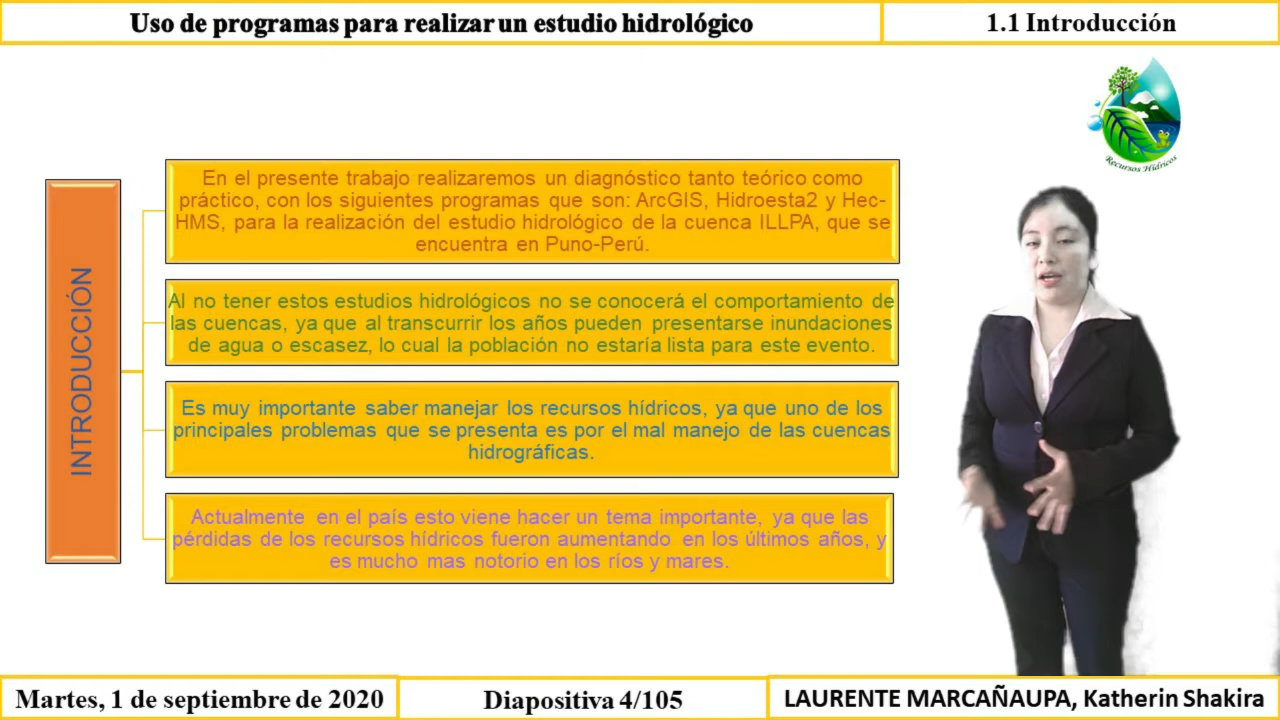 Uso de programas para realizar un estudio hidrológico
1.1 Introducción
Recursos Hídricos
INTRODUCCIÓN
En el presente trabajo realizaremos un diagnóstico tanto teórico como
práctico, con los siguientes programas que son: ArcGIS, Hidroesta2 y Hec-
HMS, para la realización del estudio hidrológico de la cuenca ILLPA, que se
encuentra en Puno-Perú.
Al no tener estos estudios hidrológicos no se conocerá el comportamiento de
las cuencas, ya que al transcurrir los años pueden presentarse inundaciones
de agua o escasez, lo cual la población no estaría lista para este evento.
Es muy importante saber manejar los recursos hídricos, ya que uno de los
principales problemas que se presenta es por el mal manejo de las cuencas
hidrográficas.
Actualmente en el país esto viene hacer un tema importante, ya que las
pérdidas de los recursos hídricos fueron aumentando en los últimos años, y
es mucho mas notorio en los ríos y mares.
Martes, 1 de septiembre de 2020
Diapositiva 4/105
LAURENTE MARCAÑAUPA, Katherin Shakira